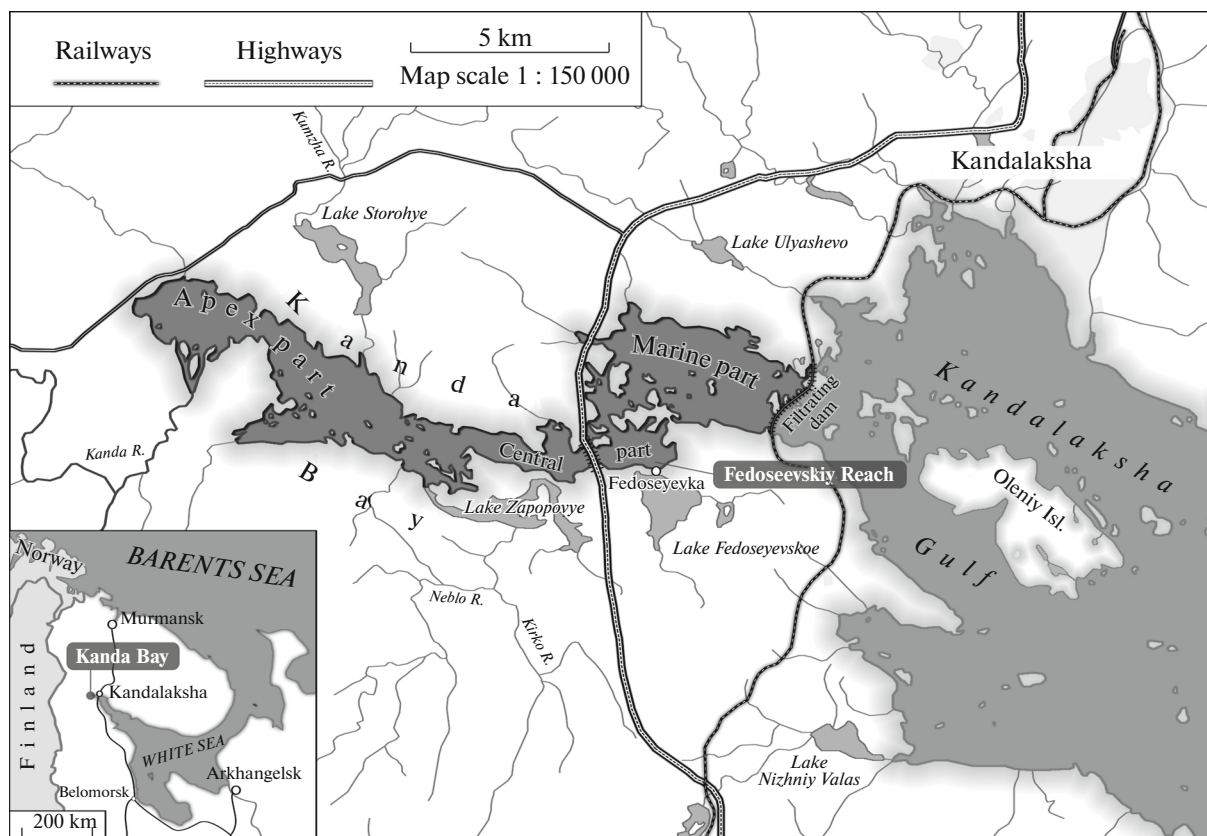 Railways
Highways
5 km
Map scale 1 : 150 000
Kumzha R.
Kandalaksha
Lake Storohye
Lake Ulyashevo
Apex part
Kanda Bay
Marine part
Filtrating
dam
Kandalaksha
Gulf
Oleniy Isl.
Kanda R.
Central
part
Fedoseyevka
Fedoseevskiy Reach
Lake Zapopovye
Lake Fedoseyevskoe
Neblo R.
Kirko R.
Lake
Nizhniy Valas
Norway
BARENTS SEA
Murmansk
Kanda Bay
Kandalaksha
Finland
WHITE SEA
Arkhangelsk
Belomorsk
200 km